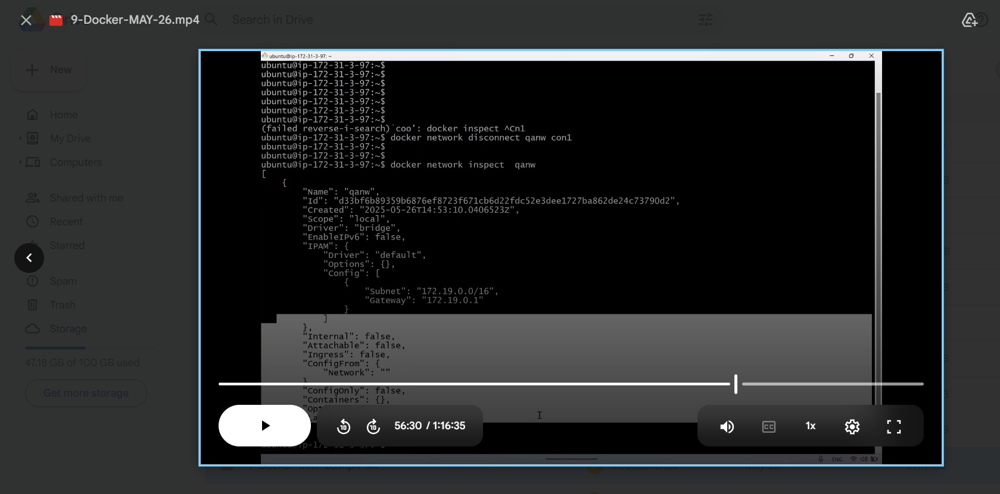 9-Docker-MAY-26.mp4
Search in Drive
New
Home
My Drive
Computers
Shared with me
Recent
Starred
Spam
Trash
Storage
47.18 GB of 100 GB used
Get more storage
ubuntu@ip-172-31-3-97: ~
ubuntu@ip-172-31-3-97:~$
ubuntu@ip-172-31-3-97:~$
ubuntu@ip-172-31-3-97:~$
ubuntu@ip-172-31-3-97:~$
ubuntu@ip-172-31-3-97:~$
ubuntu@ip-172-31-3-97:~$
ubuntu@ip-172-31-3-97:~$
(failed reverse-i-search)`coo': docker inspect ^Cn1
ubuntu@ip-172-31-3-97:~$ docker network disconnect qanw con1
ubuntu@ip-172-31-3-97:~$
ubuntu@ip-172-31-3-97:~$
ubuntu@ip-172-31-3-97:~$ docker network inspect  qanw
[
    {
        "Name": "qanw",
        "Id": "d33bf6b89359b6876ef8723f671cb6d22fdc52e3dee1727ba862de24c73790d2",
        "Created": "2025-05-26T14:53:10.0406523Z",
        "Scope": "local",
        "Driver": "bridge",
        "EnableIPv6": false,
        "IPAM": {
            "Driver": "default",
            "Options": {},
            "Config": [
                {
                    "Subnet": "172.19.0.0/16",
                    "Gateway": "172.19.0.1"
                }
            ]
        },
        "Internal": false,
        "Attachable": false,
        "Ingress": false,
        "ConfigFrom": {
            "Network": ""
        }
        "ConfigOnly": false,
        "Containers": {},
56:30 / 1:16:35
CC
1x
ENG